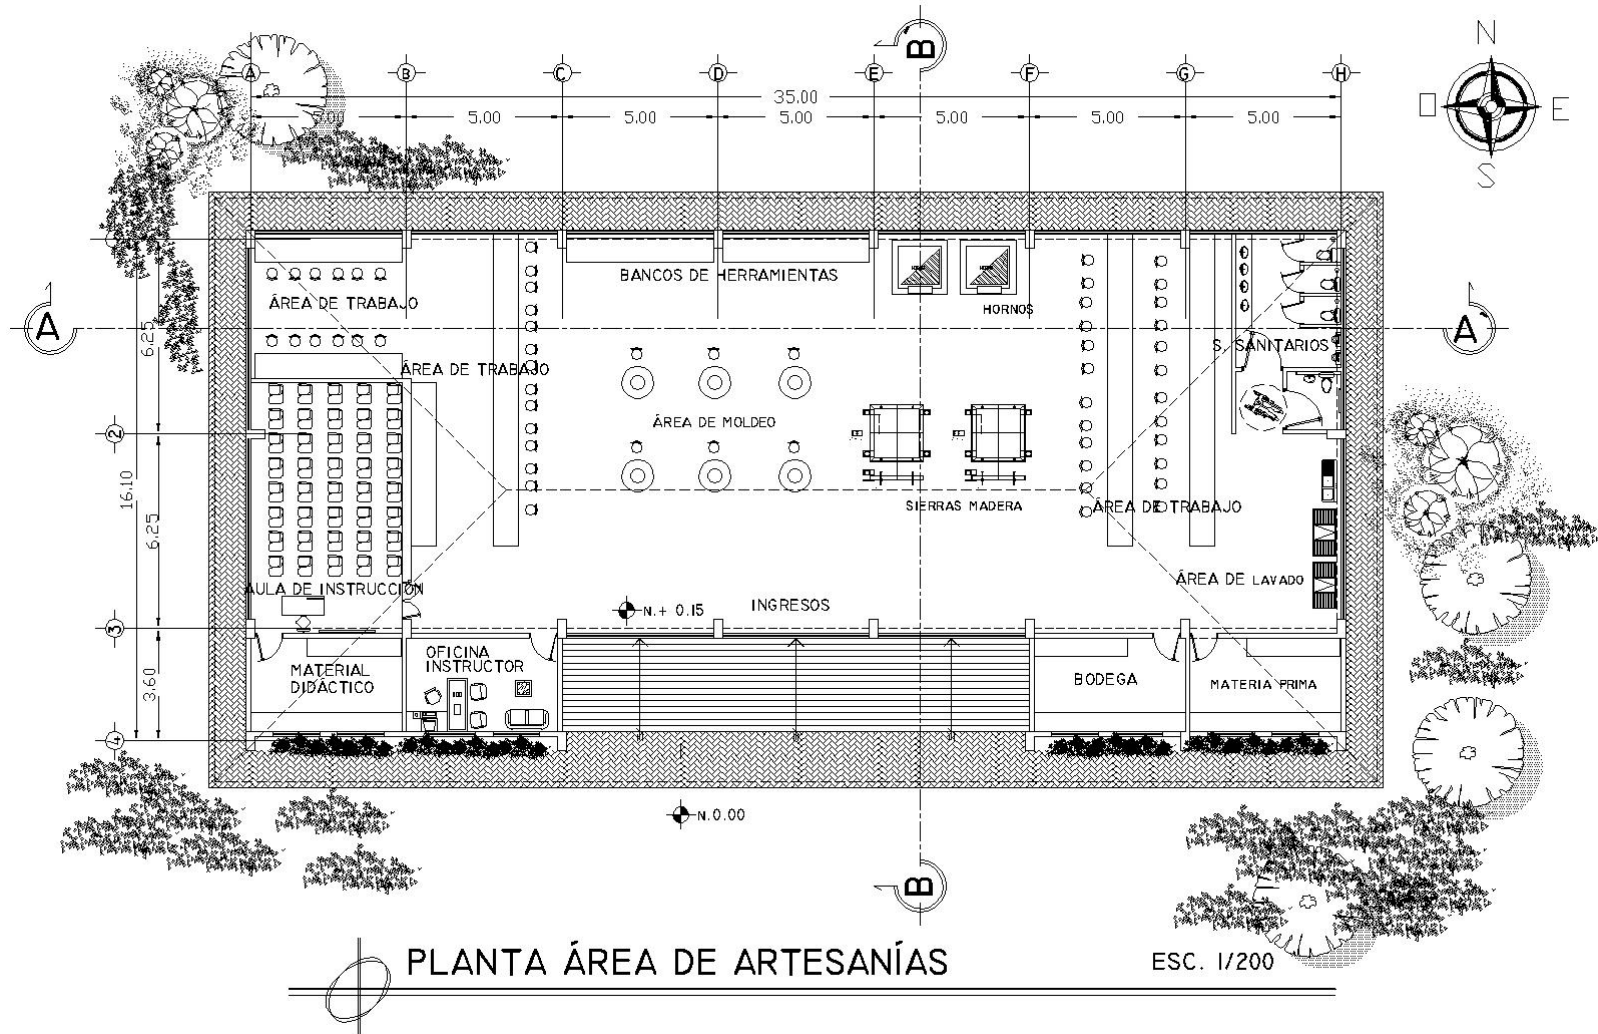 N
O
E
S
B
A
B
C
D
E
F
G
H
35.00
5.00
5.00
5.00
5.00
5.00
5.00
5.00
BANCOS DE HERRAMIENTAS
ÁREA DE TRABAJO
HORNOS
A
A
6.25
S. SANITARIOS
ÁREA DE TRABAJO
ÁREA DE MOLDEO
2
16.10
6.25
SIERRAS MADERA
ÁREA DE TRABAJO
ÁREA DE LAVADO
AULA DE INSTRUCCIÓN
N.+ 0.15
INGRESOS
3
3.60
MATERIAL
DIDÁCTICO
OFICINA
INSTRUCTOR
BODEGA
MATERIA PRIMA
4
N.0.00
B
PLANTA ÁREA DE ARTESANÍAS
ESC. 1/200